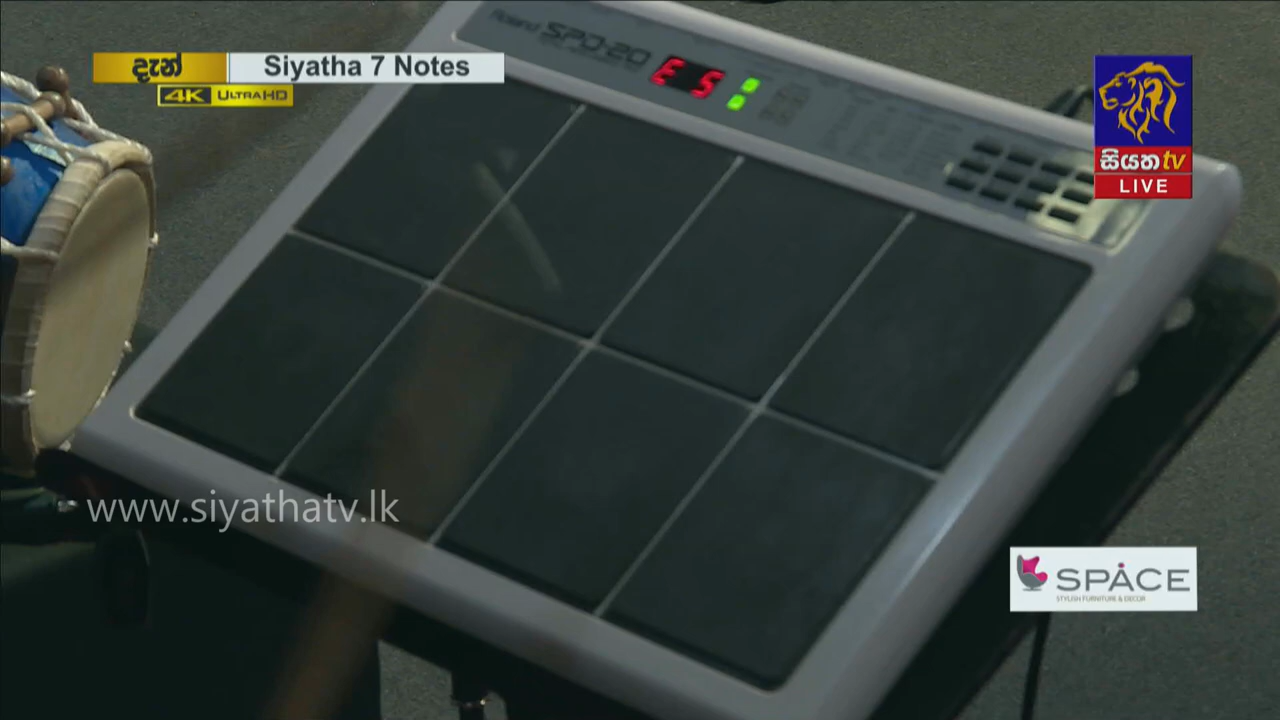 Roland SPD-20
E 5
දැන් Siyatha 7 Notes
4K ULTRA HD
සියත tv
LIVE
www.siyathatv.lk
SPACE
STYLISH FURNITURE & DECOR